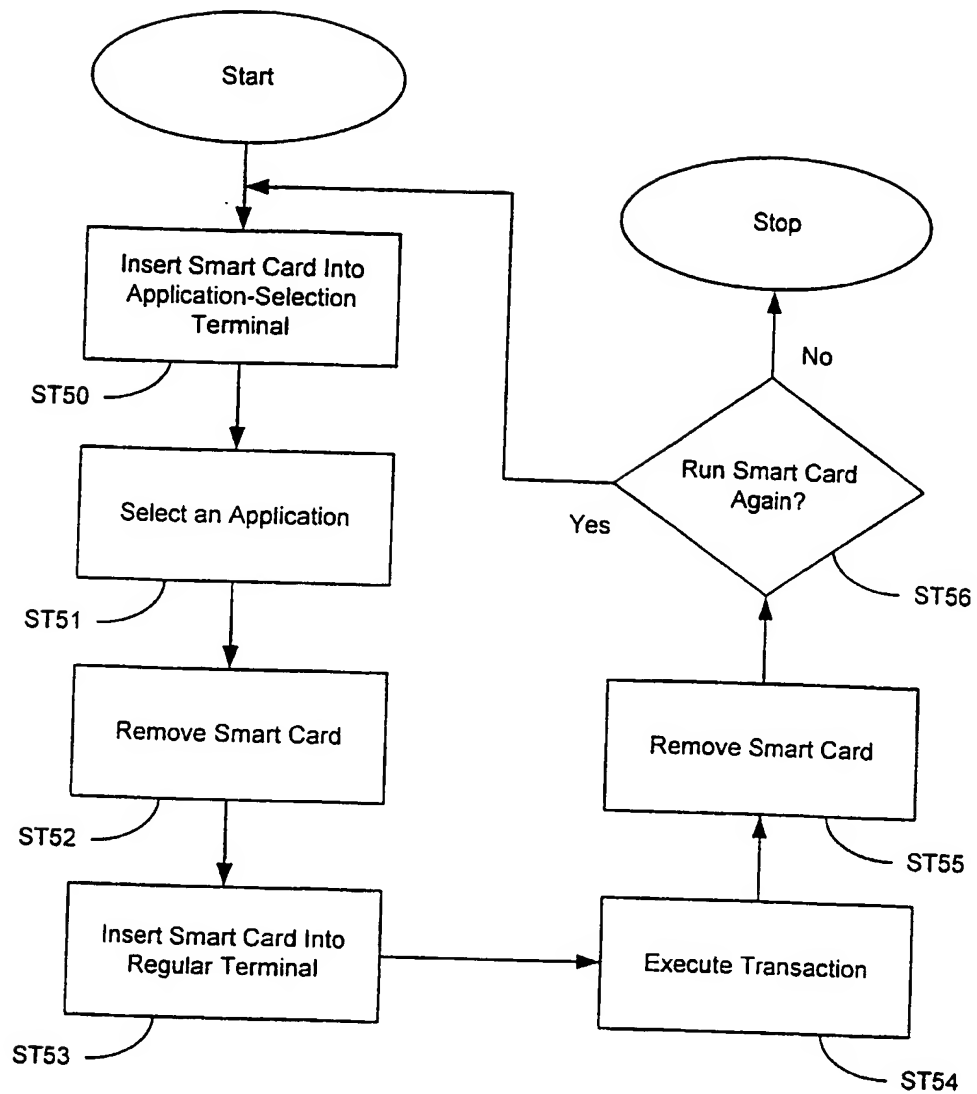 Start
Insert Smart Card Into
Application-Selection
Terminal
ST50
Select an Application
ST51
Remove Smart Card
ST52
Insert Smart Card Into
Regular Terminal
ST53
Execute Transaction
ST54
Remove Smart Card
ST55
Run Smart Card
Again?
ST56
Yes
No
Stop